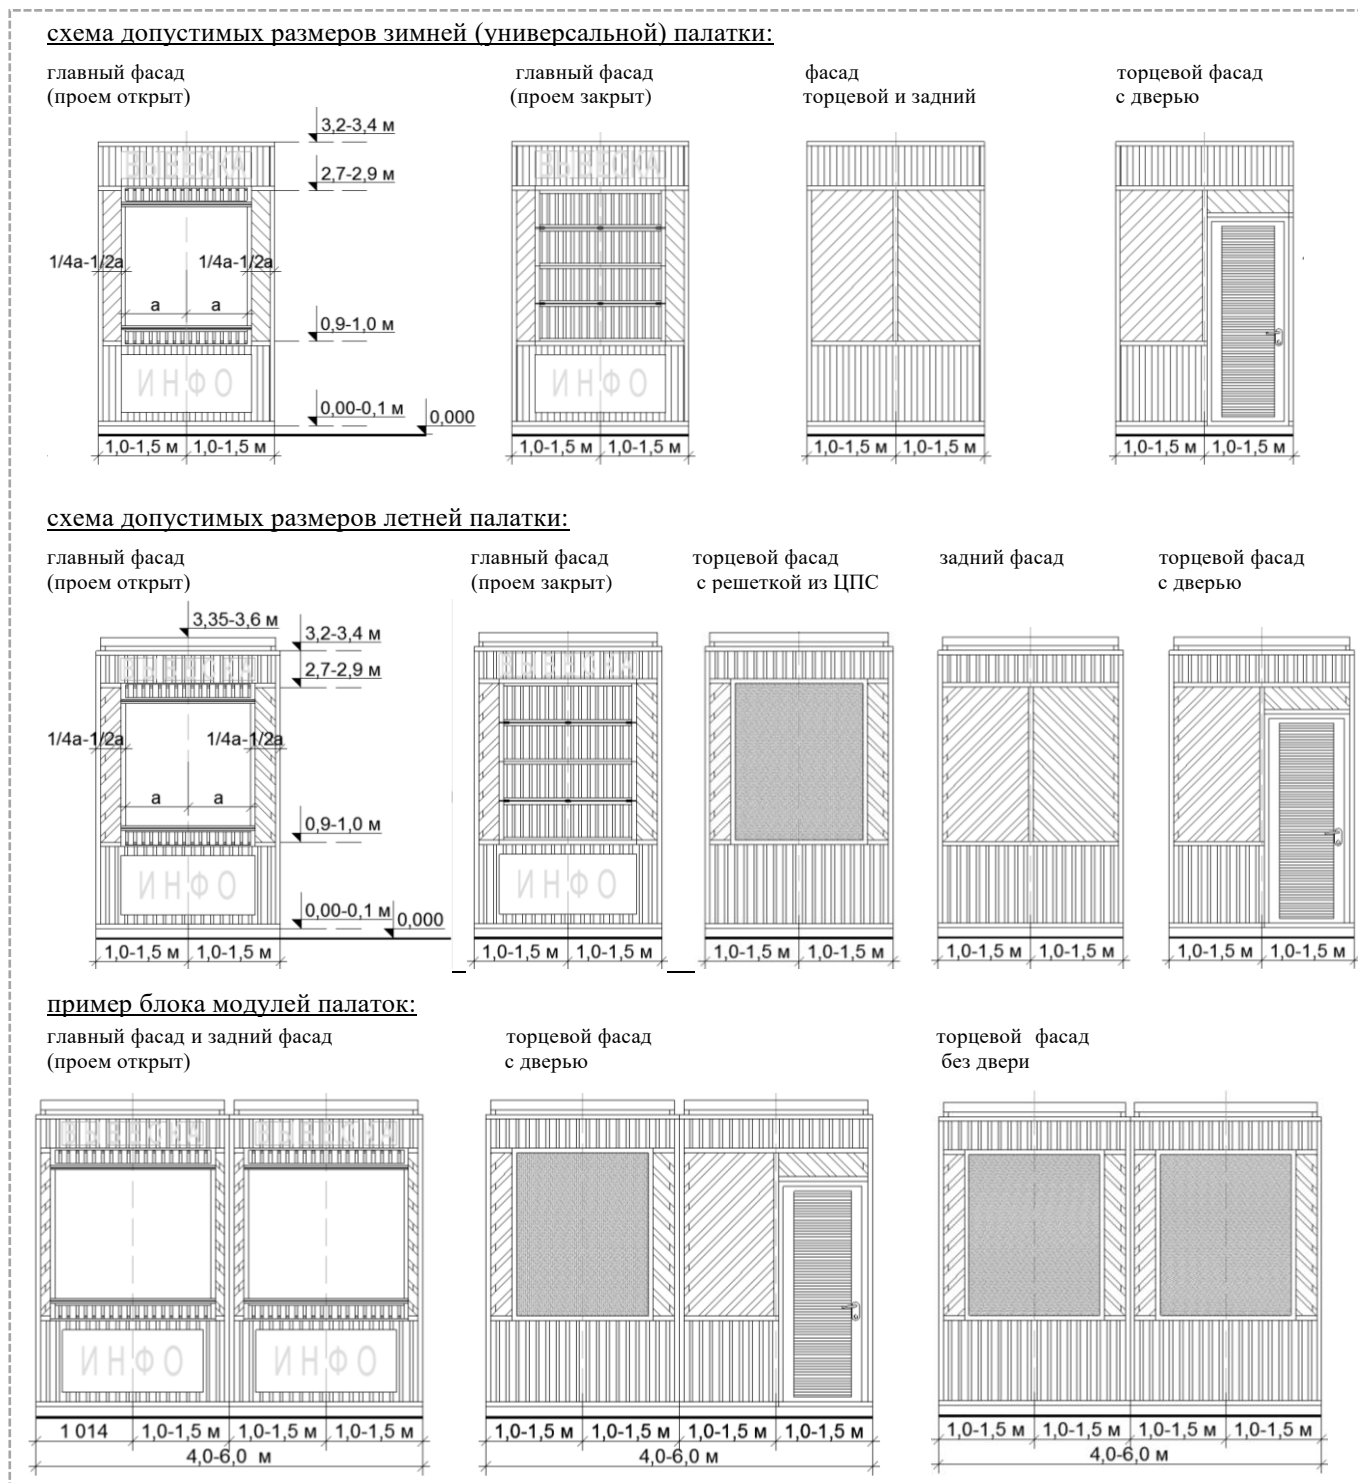 схема допустимых размеров зимней (универсальной) палатки:
главный фасад
(проем открыт)
главный фасад
(проем закрыт)
фасад
торцевой и задний
торцевой фасад
с дверью
3,2-3,4 м
ВЫВЕСКА
2,7-2,9 м
1/4a-1/2a 1/4a-1/2a
a a
0,9-1,0 м
ИНФО
0,00-0,1 м
0,000
1,0-1,5 м 1,0-1,5 м
ВЫВЕСКА
ИНФО
1,0-1,5 м 1,0-1,5 м
1,0-1,5 м 1,0-1,5 м
1,0-1,5 м 1,0-1,5 м
схема допустимых размеров летней палатки:
главный фасад
(проем открыт)
главный фасад
(проем закрыт)
торцевой фасад
с решеткой из ЦПС
задний фасад
торцевой фасад
с дверью
3,35-3,6 м
3,2-3,4 м
ВЫВЕСКА
2,7-2,9 м
1/4a-1/2a 1/4a-1/2a
a a
0,9-1,0 м
ИНФО
0,00-0,1 м
0,000
1,0-1,5 м 1,0-1,5 м
ВЫВЕСКА
ИНФО
1,0-1,5 м 1,0-1,5 м
1,0-1,5 м 1,0-1,5 м
1,0-1,5 м 1,0-1,5 м
1,0-1,5 м 1,0-1,5 м
пример блока модулей палаток:
главный фасад и задний фасад
(проем открыт)
торцевой фасад
с дверью
торцевой фасад
без двери
ВЫВЕСКА ВЫВЕСКА
ИНФО ИНФО
1 014 1,0-1,5 м 1,0-1,5 м 1,0-1,5 м
4,0-6,0 м
1,0-1,5 м 1,0-1,5 м 1,0-1,5 м 1,0-1,5 м
4,0-6,0 м
1,0-1,5 м 1,0-1,5 м 1,0-1,5 м 1,0-1,5 м
4,0-6,0 м